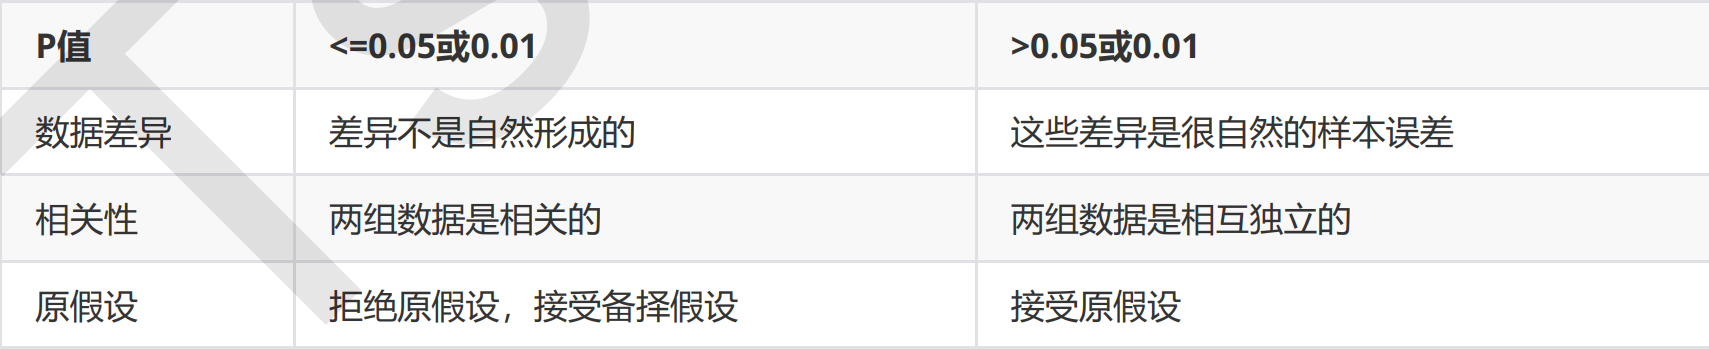 P值 <=0.05或0.01 >0.05或0.01
数据差异 差异不是自然形成的 这些差异是很自然的样本误差
相关性 两组数据是相关的 两组数据是相互独立的
原假设 拒绝原假设，接受备择假设 接受原假设